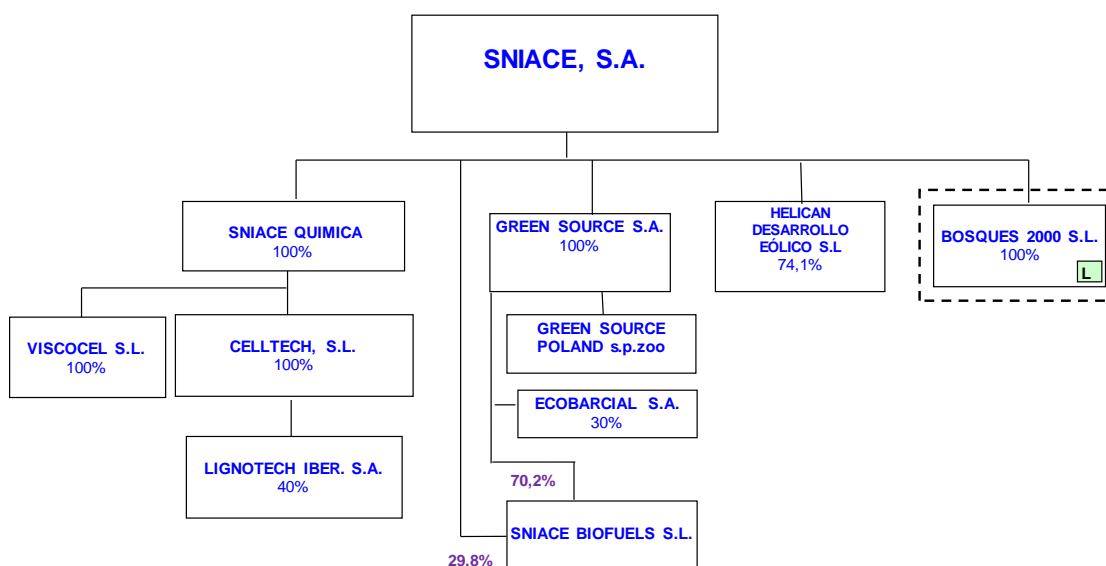 SNIACE, S.A.
SNIACE QUIMICA
100%
GREEN SOURCE S.A.
100%
HELICAN
DESARROLLO
EÓLICO S.L
74,1%
BOSQUES 2000 S.L.
100%
L
VISCOCEL S.L.
100%
CELLTECH, S.L.
100%
GREEN SOURCE
POLAND s.p.zoo
ECOBARCIAL S.A.
30%
LIGNOTECH IBER. S.A.
40%
70,2%
SNIACE BIOFUELS S.L.
29,8%